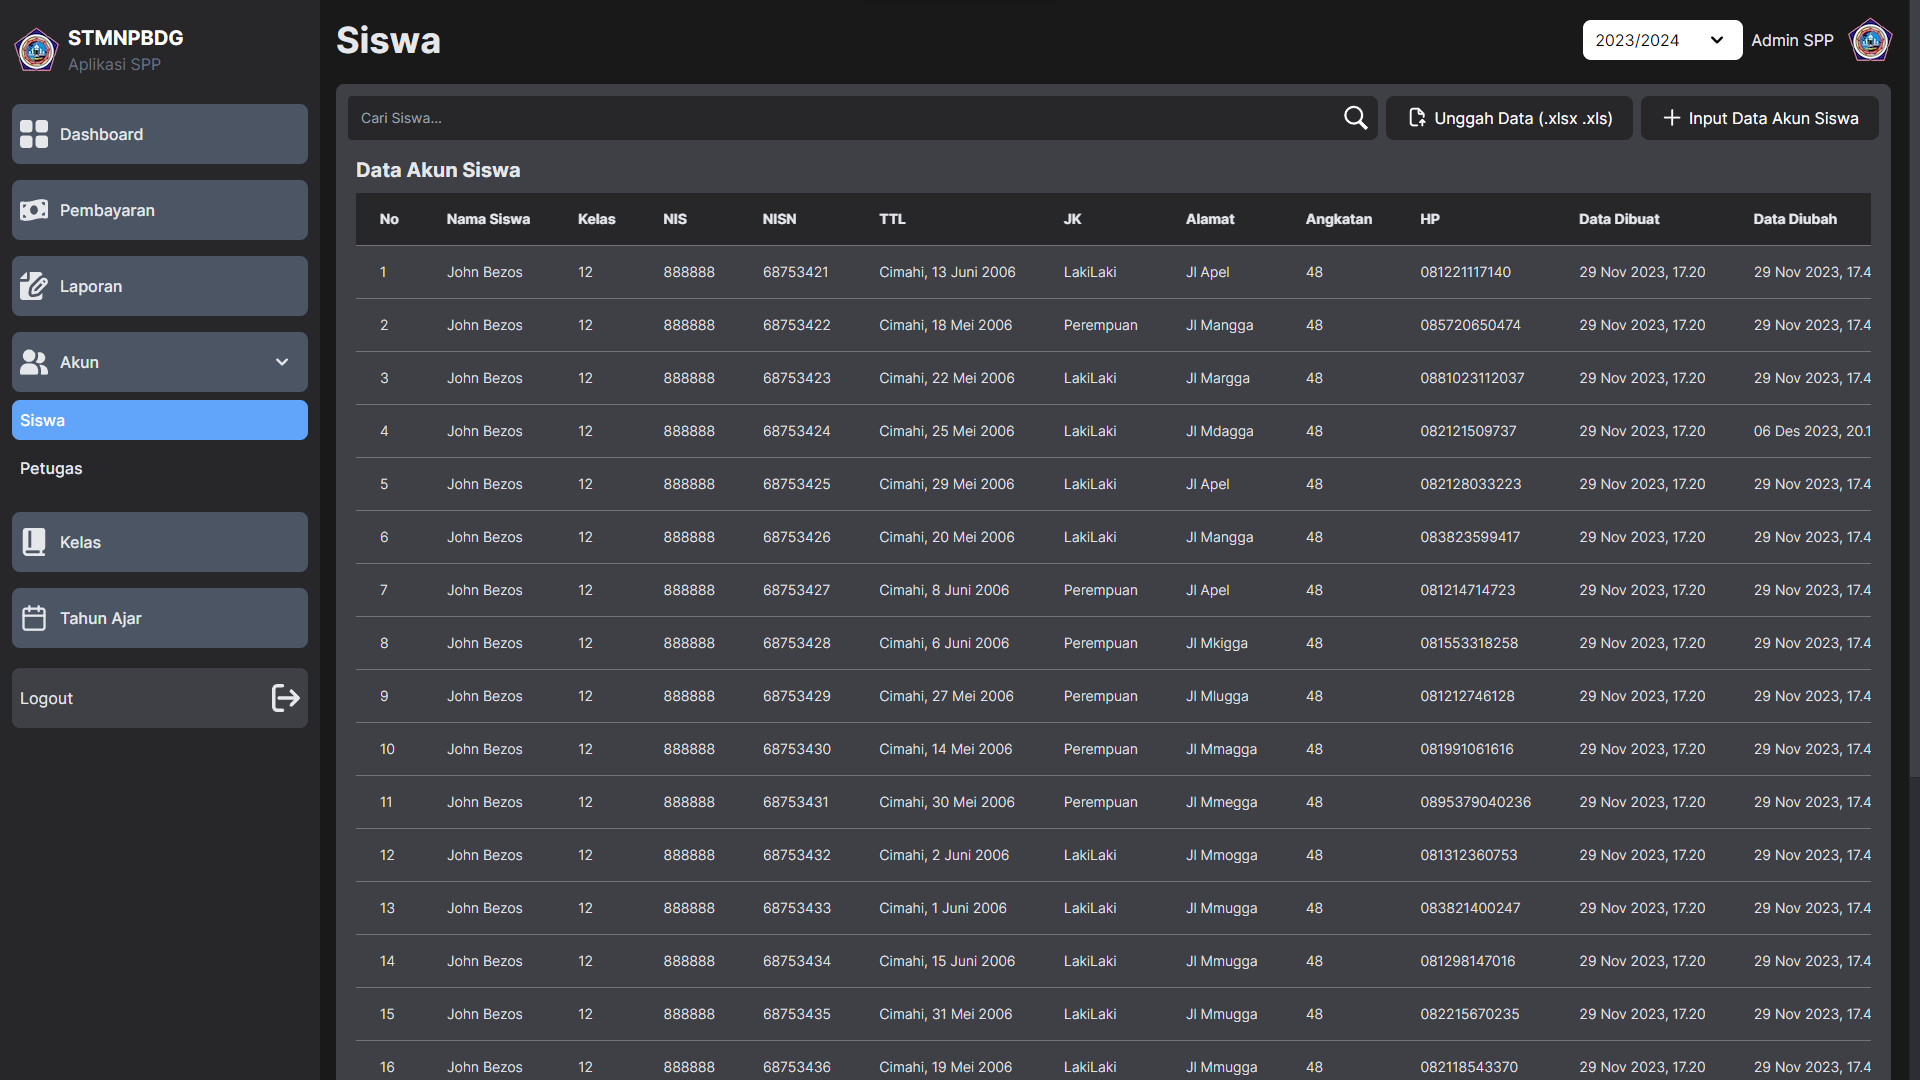 STMNPBDG
Aplikasi SPP
Dashboard
Pembayaran
Laporan
Akun
Siswa
Petugas
Kelas
Tahun Ajar
Logout
Siswa
2023/2024
Admin SPP
Cari Siswa...
Unggah Data (.xlsx .xls)
Input Data Akun Siswa
Data Akun Siswa
No Nama Siswa Kelas NIS NISN TTL JK Alamat Angkatan HP Data Dibuat Data Diubah
1 John Bezos 12 888888 68753421 Cimahi, 13 Juni 2006 LakiLaki Jl Apel 48 081221117140 29 Nov 2023, 17.20 29 Nov 2023, 17.4
2 John Bezos 12 888888 68753422 Cimahi, 18 Mei 2006 Perempuan Jl Mangga 48 085720650474 29 Nov 2023, 17.20 29 Nov 2023, 17.4
3 John Bezos 12 888888 68753423 Cimahi, 22 Mei 2006 LakiLaki Jl Margga 48 0881023112037 29 Nov 2023, 17.20 29 Nov 2023, 17.4
4 John Bezos 12 888888 68753424 Cimahi, 25 Mei 2006 LakiLaki Jl Mdagga 48 082121509737 29 Nov 2023, 17.20 06 Des 2023, 20.1
5 John Bezos 12 888888 68753425 Cimahi, 29 Mei 2006 LakiLaki Jl Apel 48 082128033223 29 Nov 2023, 17.20 29 Nov 2023, 17.4
6 John Bezos 12 888888 68753426 Cimahi, 20 Mei 2006 LakiLaki Jl Mangga 48 083823599417 29 Nov 2023, 17.20 29 Nov 2023, 17.4
7 John Bezos 12 888888 68753427 Cimahi, 8 Juni 2006 Perempuan Jl Apel 48 081214714723 29 Nov 2023, 17.20 29 Nov 2023, 17.4
8 John Bezos 12 888888 68753428 Cimahi, 6 Juni 2006 Perempuan Jl Mkigga 48 081553318258 29 Nov 2023, 17.20 29 Nov 2023, 17.4
9 John Bezos 12 888888 68753429 Cimahi, 27 Mei 2006 Perempuan Jl Mlugga 48 081212746128 29 Nov 2023, 17.20 29 Nov 2023, 17.4
10 John Bezos 12 888888 68753430 Cimahi, 14 Mei 2006 Perempuan Jl Mmagga 48 081991061616 29 Nov 2023, 17.20 29 Nov 2023, 17.4
11 John Bezos 12 888888 68753431 Cimahi, 30 Mei 2006 Perempuan Jl Mmegga 48 0895379040236 29 Nov 2023, 17.20 29 Nov 2023, 17.4
12 John Bezos 12 888888 68753432 Cimahi, 2 Juni 2006 LakiLaki Jl Mmogga 48 081312360753 29 Nov 2023, 17.20 29 Nov 2023, 17.4
13 John Bezos 12 888888 68753433 Cimahi, 1 Juni 2006 LakiLaki Jl Mmugga 48 083821400247 29 Nov 2023, 17.20 29 Nov 2023, 17.4
14 John Bezos 12 888888 68753434 Cimahi, 15 Juni 2006 LakiLaki Jl Mmugga 48 081298147016 29 Nov 2023, 17.20 29 Nov 2023, 17.4
15 John Bezos 12 888888 68753435 Cimahi, 31 Mei 2006 LakiLaki Jl Mmugga 48 082215670235 29 Nov 2023, 17.20 29 Nov 2023, 17.4
16 John Bezos 12 888888 68753436 Cimahi, 19 Mei 2006 LakiLaki Jl Mmugga 48 082118543370 29 Nov 2023, 17.20 29 Nov 2023, 17.4